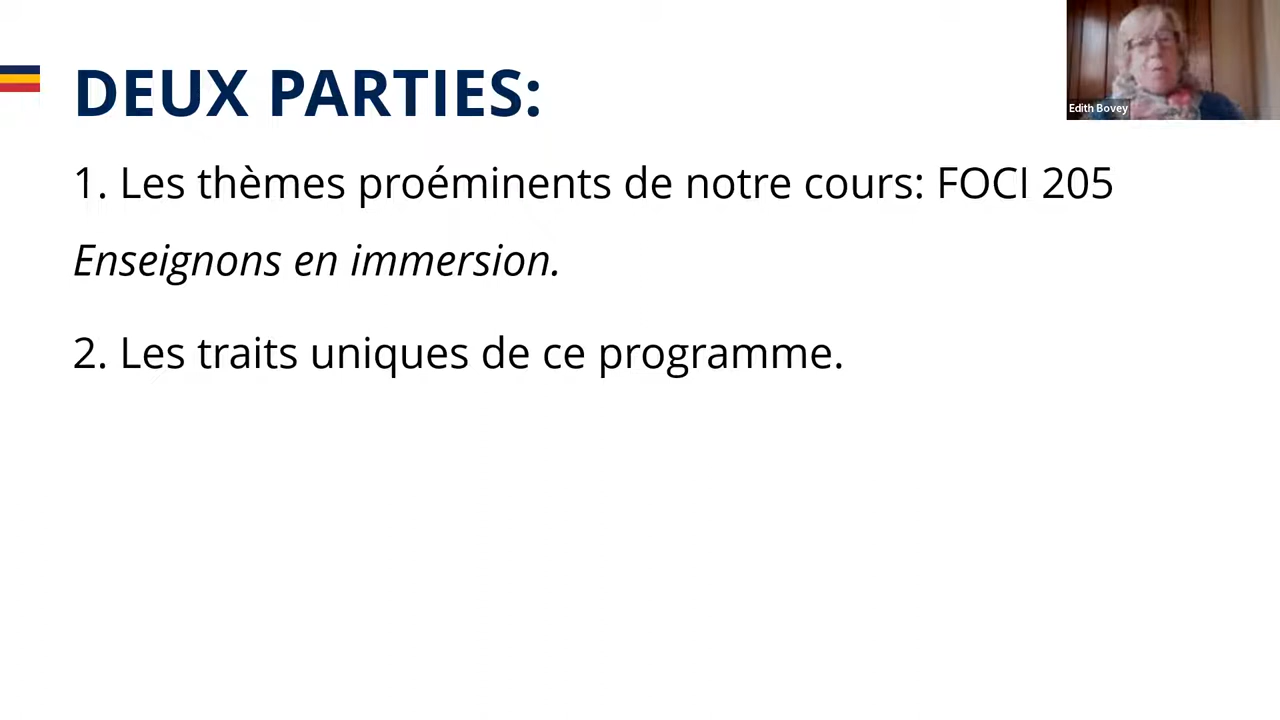 DEUX PARTIES:
Edith Bovey
1. Les thèmes proéminents de notre cours: FOCI 205
Enseignons en immersion.
2. Les traits uniques de ce programme.